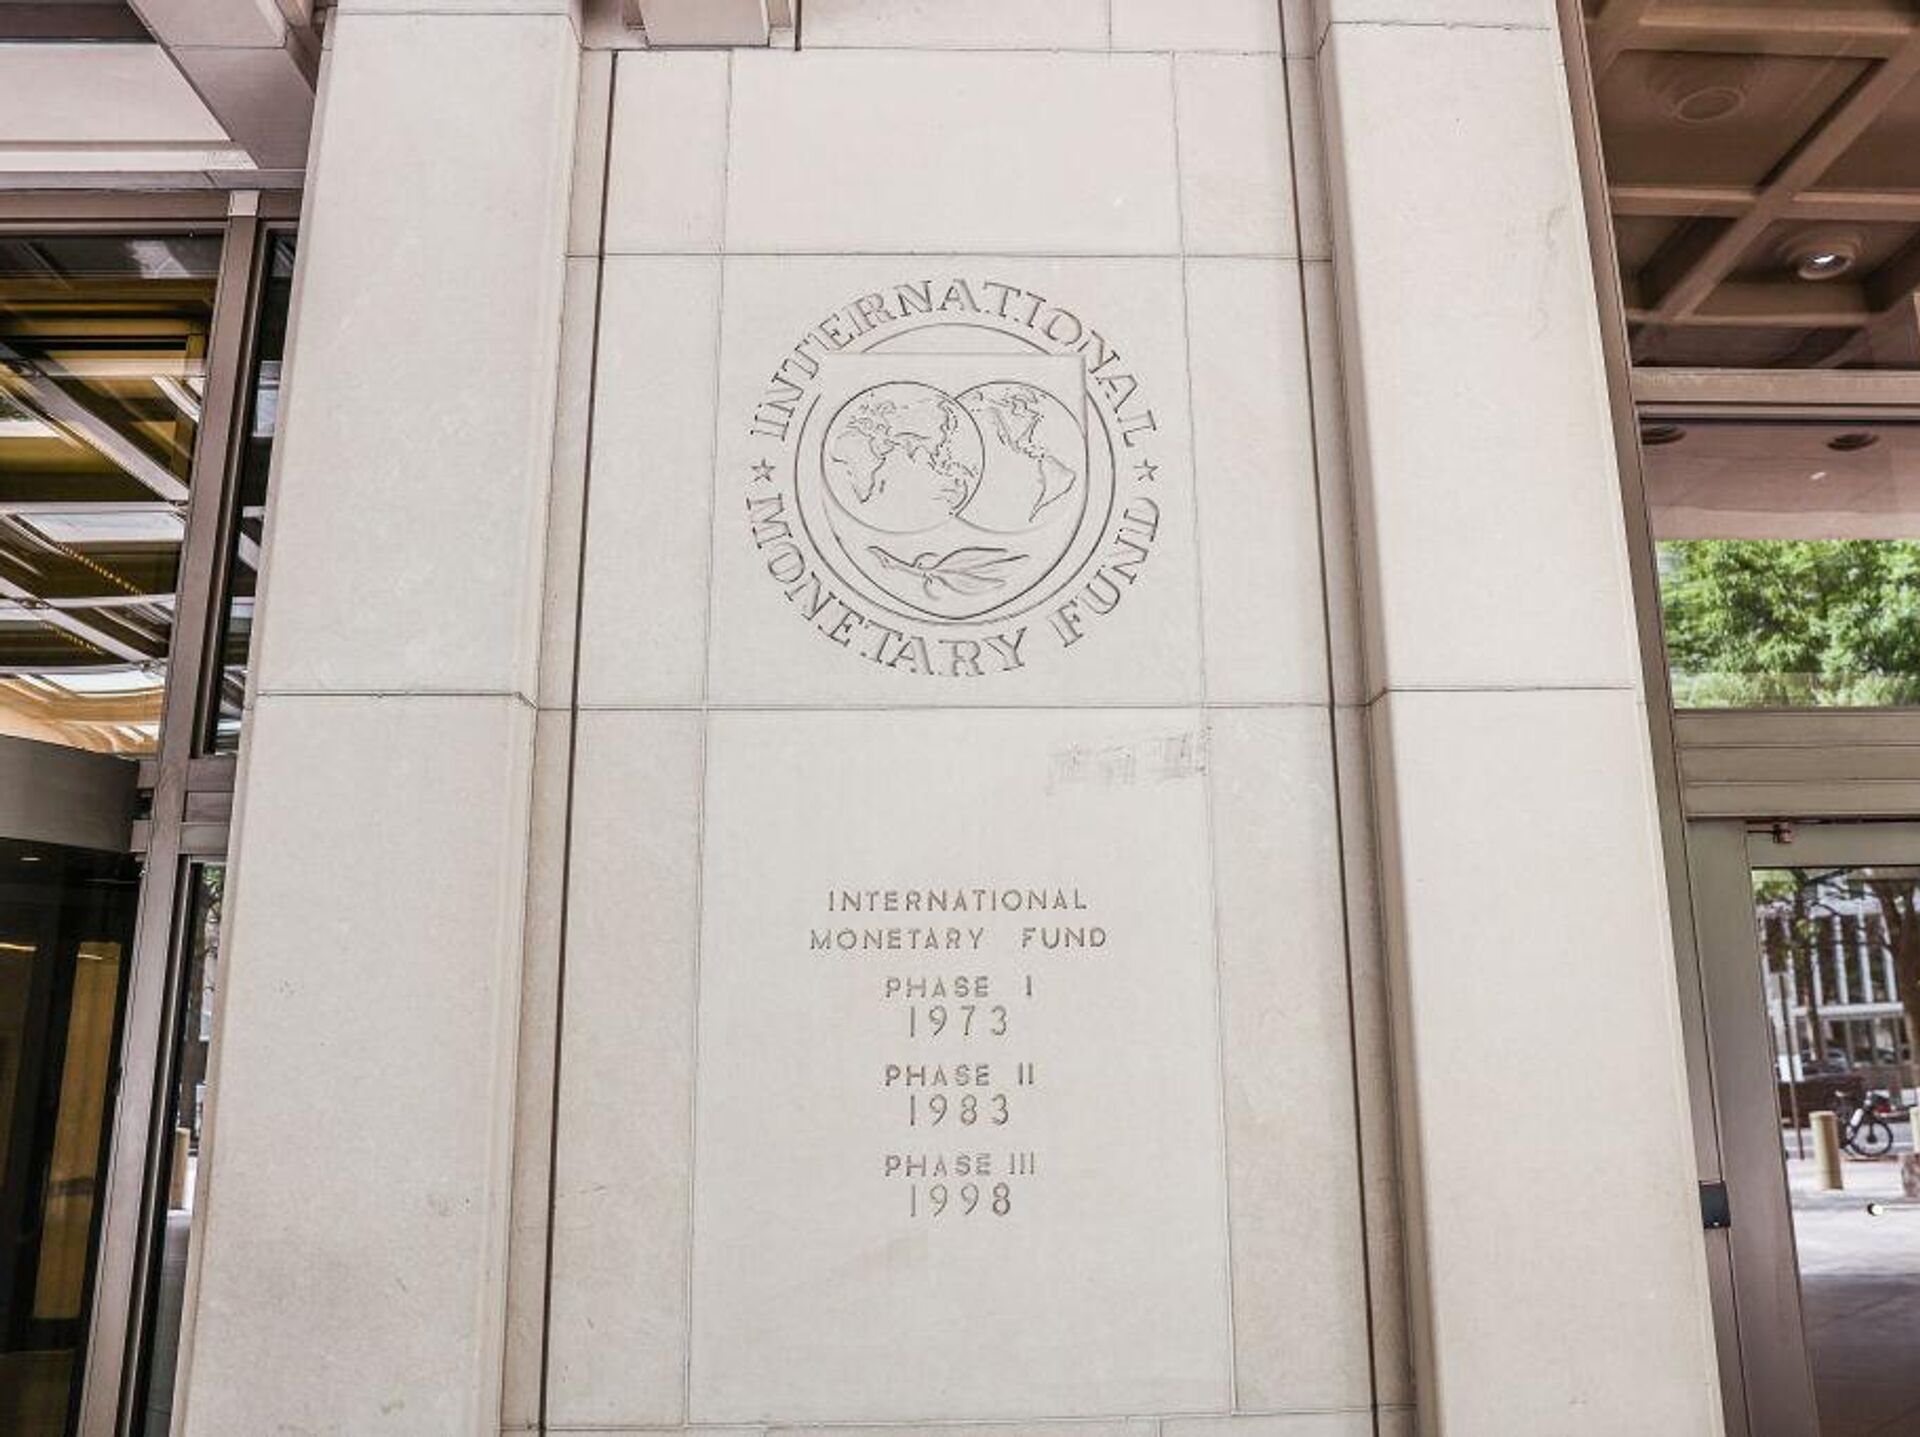 INTERNATIONAL
MONETARY FUND
INTERNATIONAL
MONETARY FUND
PHASE I
1973
PHASE II
1983
PHASE III
1998